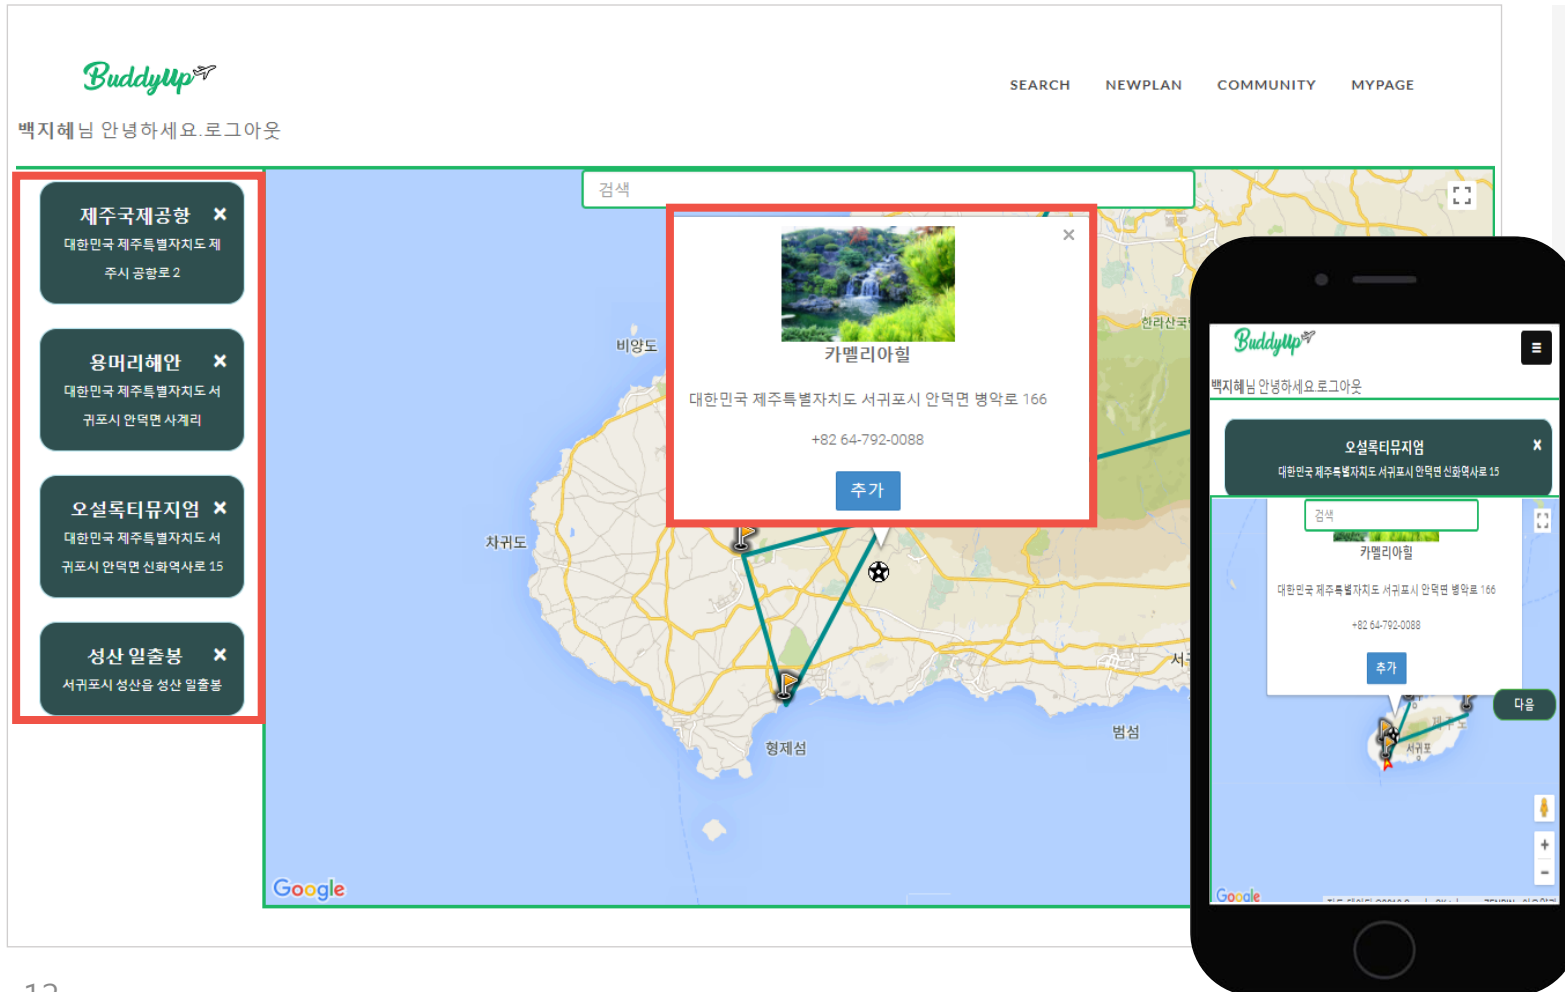 BuddyUp
SEARCH NEWPLAN COMMUNITY MYPAGE
백지혜님 안녕하세요.로그아웃
제주국제공항 ×
대한민국 제주특별자치도 제
주시 공항로 2
용머리해안 ×
대한민국 제주특별자치도 서
귀포시 안덕면 사계리
오설록티뮤지엄 ×
대한민국 제주특별자치도 서
귀포시 안덕면 신화역사로 15
성산 일출봉 ×
서귀포시 성산읍 성산 일출봉
검색
×
카멜리아힐
대한민국 제주특별자치도 서귀포시 안덕면 병악로 166
+82 64-792-0088
추가
비양도
한라산국
차귀도
형제섬
범섬
Google
BuddyUp
백지혜님 안녕하세요.로그아웃
오설록티뮤지엄 ×
대한민국 제주특별자치도 서귀포시 안덕면 신화역사로 15
검색
카멜리아힐
대한민국 제주특별자치도 서귀포시 안덕면 병악로 166
+82 64-792-0088
추가
다음
제주도
서귀포
+
-
Google